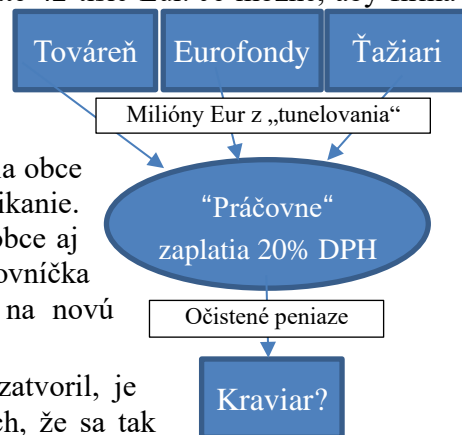 Továreň Eurofondy Ťažiari
Milióny Eur z „tunelovania“
obce
ikanie.
obce aj
ovníčka
na novú
“Práčovne“
zaplatia 20% DPH
Očistené peniaze
zatvoril, je
ch, že sa tak
Kraviar?